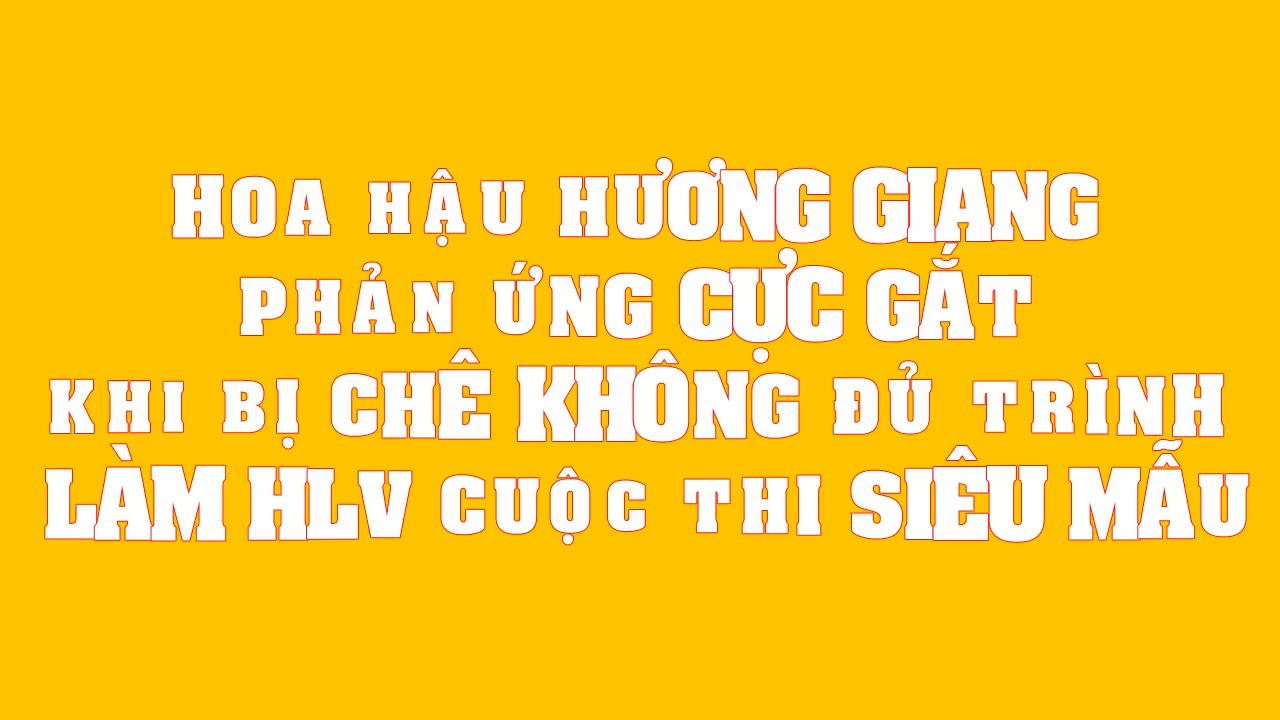 HOA HẬU HƯƠNG GIANG
PHẢN ỨNG CỰC GẮT
KHI BỊ CHÊ KHÔNG ĐỦ TRÌNH
LÀM HLV CUỘC THI SIÊU MẪU